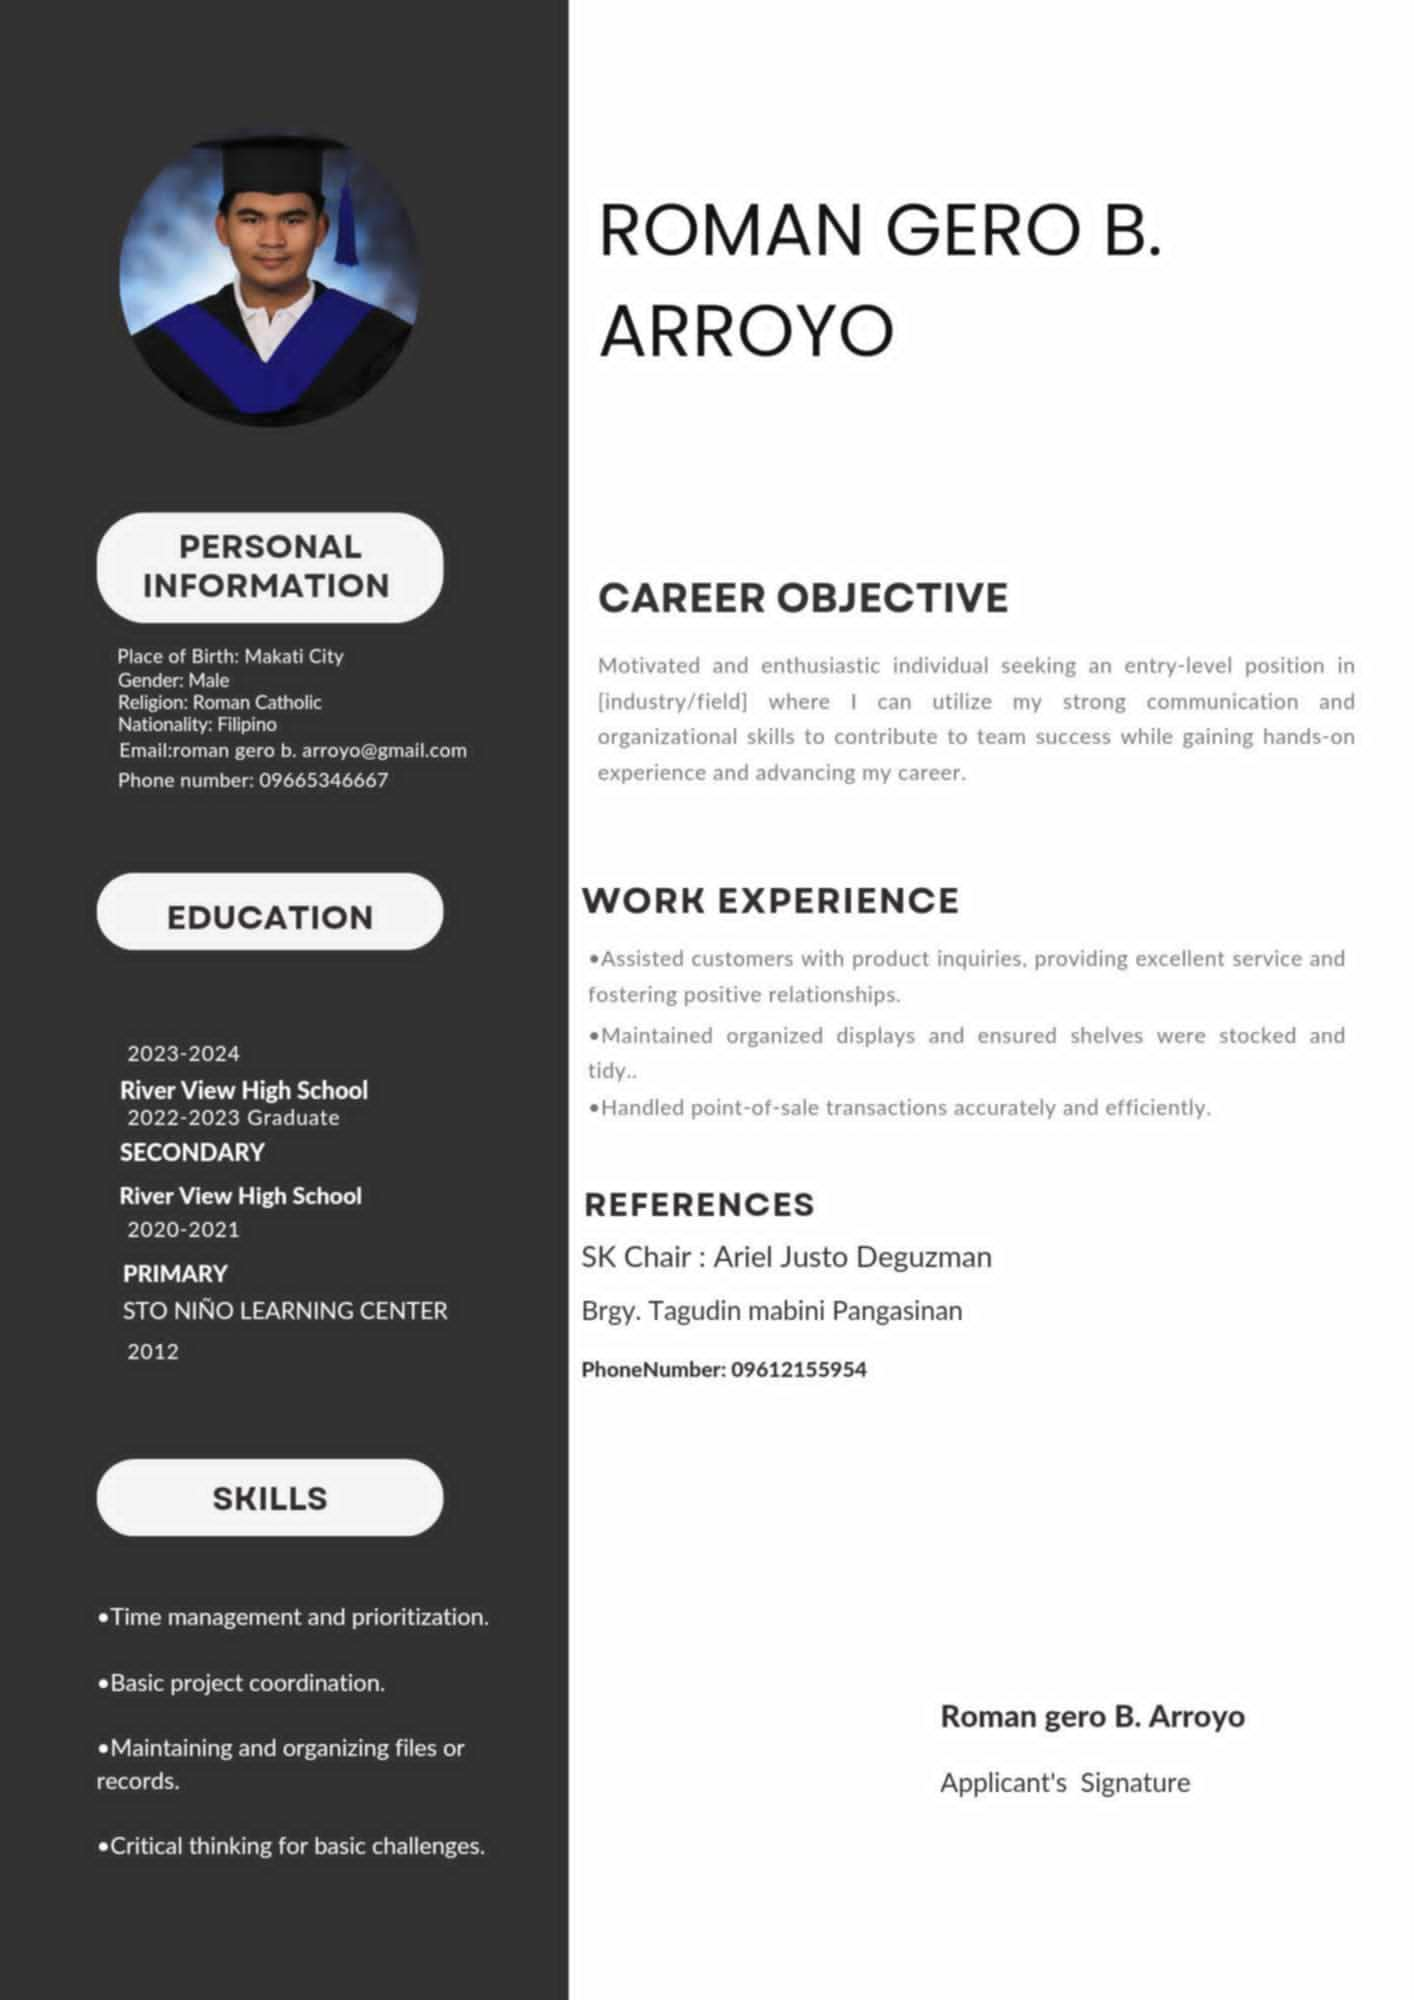 ROMAN GERO B.
ARROYO
PERSONAL
INFORMATION
Place of Birth: Makati City
Gender: Male
Religion: Roman Catholic
Nationality: Filipino
Email:roman gero b. arroyo@gmail.com
Phone number: 09665346667
EDUCATION
2023-2024
River View High School
2022-2023 Graduate
SECONDARY
River View High School
2020-2021
PRIMARY
STO NIÑO LEARNING CENTER
2012
SKILLS
•Time management and prioritization.
•Basic project coordination.
•Maintaining and organizing files or
records.
•Critical thinking for basic challenges.
CAREER OBJECTIVE
Motivated and enthusiastic individual seeking an entry-level position in
[industry/field] where I can utilize my strong communication and
organizational skills to contribute to team success while gaining hands-on
experience and advancing my career.
WORK EXPERIENCE
•Assisted customers with product inquiries, providing excellent service and
fostering positive relationships.
•Maintained organized displays and ensured shelves were stocked and
tidy..
•Handled point-of-sale transactions accurately and efficiently.
REFERENCES
SK Chair : Ariel Justo Deguzman
Brgy. Tagudin mabini Pangasinan
PhoneNumber: 09612155954
Roman gero B. Arroyo
Applicant's Signature